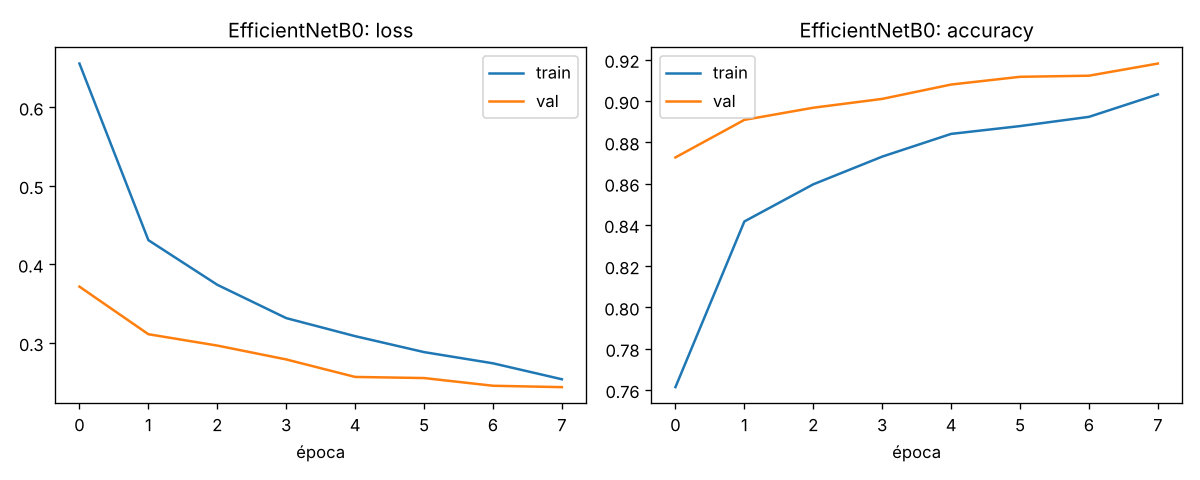 EfficientNetB0: loss
train
val
0.6
0.5
0.4
0.3
0 1 2 3 4 5 6 7
época
EfficientNetB0: accuracy
train
val
0.92
0.90
0.88
0.86
0.84
0.82
0.80
0.78
0.76
0 1 2 3 4 5 6 7
época